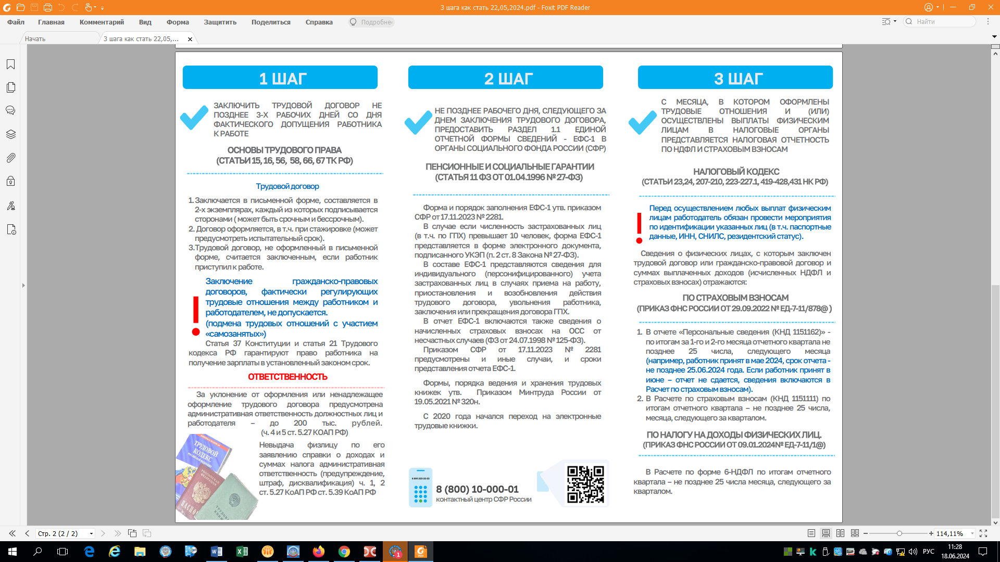 3 шага как стать 22,05,2024.pdf - Foxit PDF Reader
Файл Главная Комментарий Вид Форма Защитить Поделиться Справка Подробне Найти
Начать 3 шага как стать 22,05,...
1 ШАГ
ЗАКЛЮЧИТЬ ТРУДОВОЙ ДОГОВОР НЕ
ПОЗДНЕЕ 3-Х РАБОЧИХ ДНЕЙ СО ДНЯ
ФАКТИЧЕСКОГО ДОПУЩЕНИЯ РАБОТНИКА
К РАБОТЕ
ОСНОВЫ ТРУДОВОГО ПРАВА
(СТАТЬИ 15, 16, 56, 58, 66, 67 ТК РФ)
Трудовой договор
1. Заключается в письменной форме, составляется в
2-х экземплярах, каждый из которых подписывается
сторонами ( может быть срочным и бессрочным).
2. Договор оформляется, в т.ч. при стажировке (может
предусмотреть испытательный срок).
3.Трудовой договор, не оформленный в письменной
форме, считается заключенным, если работник
приступил к работе.
Заключение гражданско-правовых
договоров, фактически регулирующих
трудовые отношения между работником и
работодателем, не допускается.
(подмена трудовых отношений с участием
«самозанятых»)
Статья 37 Конституции и статья 21 Трудового
кодекса РФ гарантируют право работника на
получение зарплаты в установленный законом срок.
ОТВЕТСТВЕННОСТЬ
За уклонение от оформления или ненадлежащее
оформление трудового договора предусмотрена
административная ответственность должностных лиц и
работодателя – до 200 тыс. рублей.
(ч. 4 и 5 ст. 5.27 КОАП РФ)
Невыдача физлицу по его
заявлению справки о доходах и
суммах налога административная
ответственность (предупреждение,
штраф, дисквалификация) ч. 1, 2
ст. 5.27 КоАП РФ ст. 5.39 КоАП РФ
ТРУДОВОЙ
КОДЕКС
РОССИЙСКАЯ
ФЕДЕРАЦИЯ
2 ШАГ
НЕ ПОЗДНЕЕ РАБОЧЕГО ДНЯ, СЛЕДУЮЩЕГО ЗА
ДНЕМ ЗАКЛЮЧЕНИЯ ТРУДОВОГО ДОГОВОРА,
ПРЕДОСТАВИТЬ РАЗДЕЛ 1.1 ЕДИНОЙ
ОТЧЕТНОЙ ФОРМЫ СВЕДЕНИЙ - ЕФС-1 В
ОРГАНЫ СОЦИАЛЬНОГО ФОНДА РОССИИ (СФР)
ПЕНСИОННЫЕ И СОЦИАЛЬНЫЕ ГАРАНТИИ
(СТАТЬЯ 11 ФЗ ОТ 01.04.1996 № 27-ФЗ)
Форма и порядок заполнения ЕФС-1 утв. приказом
СФР от 17.11.2023 № 2281.
В случае если численность застрахованных лиц
(в т.ч. по ГПХ) превышает 10 человек, форма ЕФС-1
представляется в форме электронного документа,
подписанного УКЭП (п. 2 ст. 8 Закона № 27-ФЗ).
В составе ЕФС-1 представляются сведения для
индивидуального (персонифицированного) учета
застрахованных лиц в случаях приема на работу,
приостановления и возобновления действия
трудового договора, увольнения работника,
заключения или прекращения договора ГПХ.
В отчет ЕФС-1 включаются также сведения о
начисленных страховых взносах на ОСС от
несчастных случаев (ФЗ от 24.07.1998 № 125-ФЗ).
Приказом СФР от 17.11.2023 № 2281
предусмотрены и иные случаи, и сроки
представления отчета ЕФС-1.
Формы, порядка ведения и хранения трудовых
книжек утв. Приказом Минтруда России от
19.05.2021 № 320н.
С 2020 года начался переход на электронные
трудовые книжки.
8 800 222-22-22
8 (800) 10-000-01
контактный центр СФР России
3 ШАГ
С МЕСЯЦА, В КОТОРОМ ОФОРМЛЕНЫ
ТРУДОВЫЕ ОТНОШЕНИЯ И (ИЛИ)
ОСУЩЕСТВЛЕНЫ ВЫПЛАТЫ ФИЗИЧЕСКИМ
ЛИЦАМ В НАЛОГОВЫЕ ОРГАНЫ
ПРЕДСТАВЛЯЕТСЯ НАЛОГОВАЯ ОТЧЕТНОСТЬ
ПО НДФЛ И СТРАХОВЫМ ВЗНОСАМ
НАЛОГОВЫЙ КОДЕКС
(СТАТЬИ 23,24, 207-210, 223-227.1, 419-428,431 НК РФ)
Перед осуществлением любых выплат физическим
лицам работодатель обязан провести мероприятия
по идентификации указанных лиц (в т.ч. паспортные
данные, ИНН, СНИЛС, резидентский статус).
Сведения о физических лицах, с которым заключен
трудовой договор или гражданско-правовой договор и
суммах выплаченных доходов (исчисленных НДФЛ и
страховых взносах) отражаются:
ПО СТРАХОВЫМ ВЗНОСАМ
(ПРИКАЗ ФНС РОССИИ ОТ 29.09.2022 № ЕД-7-11/878@ )
1. В отчете «Персональные сведения (КНД 1151162)» -
по итогам за 1-го и 2-го месяца отчетного квартала не
позднее 25 числа, следующего месяца
(например, работник принят в мае 2024, срок отчета -
не позднее 25.06.2024 года. Если работник принят в
июне – отчет не сдается, сведения включаются в
Расчет по страховым взносам).
2. В Расчете по страховым взносам (КНД 1151111) по
итогам отчетного квартала – не позднее 25 числа,
месяца, следующего за кварталом.
ПО НАЛОГУ НА ДОХОДЫ ФИЗИЧЕСКИХ ЛИЦ.
(ПРИКАЗ ФНС РОССИИ ОТ 09.01.2024№ ЕД-7-11/1@)
В Расчете по форме 6-НДФЛ по итогам отчетного
квартала – не позднее 25 числа месяца, следующего за
кварталом.
Стр. 2 (2 / 2) 114,11%
РУС 11:28
18.06.2024